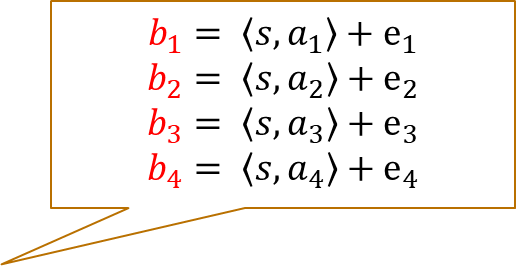 b₁ = ⟨s, a₁⟩ + e₁
b₂ = ⟨s, a₂⟩ + e₂
b₃ = ⟨s, a₃⟩ + e₃
b₄ = ⟨s, a₄⟩ + e₄